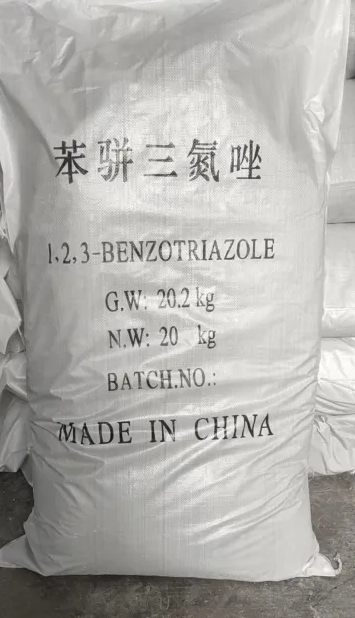 苯骈三氮唑
1,2,3-BENZOTRIAZOLE
G.W: 20.2 kg
N.W: 20 kg
BATCH.NO.:
MADE IN CHINA